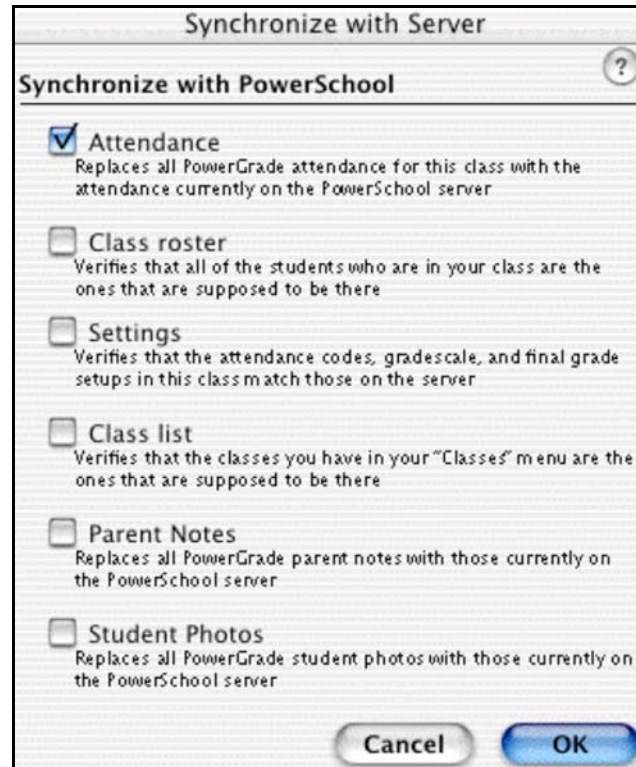 Synchronize with Server
?
Synchronize with PowerSchool
Attendance
Replaces all PowerGrade attendance for this class with the
attendance currently on the PowerSchool server
Class roster
Verifies that all of the students who are in your class are the
ones that are supposed to be there
Settings
Verifies that the attendance codes, gradescale, and final grade
setups in this class match those on the server
Class list
Verifies that the classes you have in your "Classes" menu are the
ones that are supposed to be there
Parent Notes
Replaces all PowerGrade parent notes with those currently on
the PowerSchool server
Student Photos
Replaces all PowerGrade student photos with those currently on
the PowerSchool server
Cancel
OK